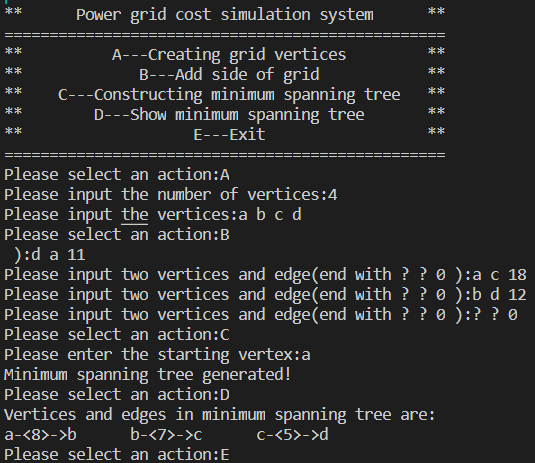 ** Power grid cost simulation system **
=================================================
** A---Creating grid vertices **
** B---Add side of grid **
** C---Constructing minimum spanning tree **
** D---Show minimum spanning tree **
** E---Exit **
=================================================
Please select an action:A
Please input the number of vertices:4
Please input the vertices:a b c d
Please select an action:B
 ):d a 11
Please input two vertices and edge(end with ? ? 0 ):a c 18
Please input two vertices and edge(end with ? ? 0 ):b d 12
Please input two vertices and edge(end with ? ? 0 ):? ? 0
Please select an action:C
Please enter the starting vertex:a
Minimum spanning tree generated!
Please select an action:D
Vertices and edges in minimum spanning tree are:
a-<8>->b b-<7>->c c-<5>->d
Please select an action:E